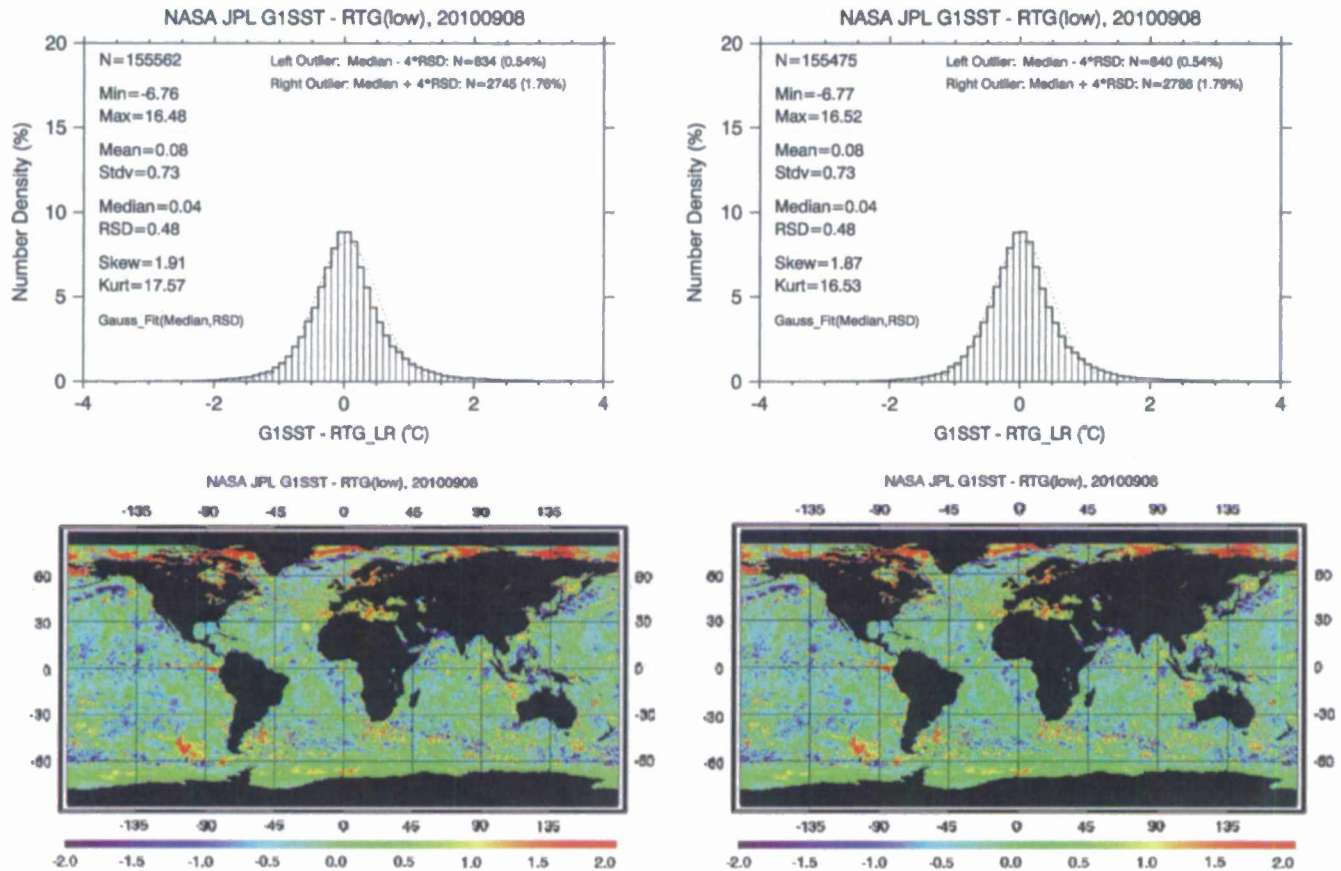 NASA JPL G1SST - RTG(low), 20100908
N=155562
Left Outlier: Median - 4*RSD: N=834 (0.54%)
Right Outlier: Median + 4*RSD: N=2745 (1.76%)
Min=-6.76
Max=16.48
Mean=0.08
Stdv=0.73
Median=0.04
RSD=0.48
Skew=1.91
Kurt=17.57
Gauss_Fit(Median,RSD)
Number Density (%)
20
15
10
5
0
-4 -2 0 2 4
G1SST - RTG_LR (°C)
NASA JPL G1SST - RTG(low), 20100908
N=155475
Left Outlier: Median - 4*RSD: N=840 (0.54%)
Right Outlier: Median + 4*RSD: N=2786 (1.79%)
Min=-6.77
Max=16.52
Mean=0.08
Stdv=0.73
Median=0.04
RSD=0.48
Skew=1.87
Kurt=16.53
Gauss_Fit(Median,RSD)
Number Density (%)
20
15
10
5
0
-4 -2 0 2 4
G1SST - RTG_LR (°C)
NASA JPL G1SST - RTG(low), 20100908
-135 -90 -45 0 45 90 135
60 60
30 30
0 0
-30 -30
-60 -60
-135 -90 -45 0 45 90 135
-2.0 -1.5 -1.0 -0.5 0.0 0.5 1.0 1.5 2.0
NASA JPL G1SST - RTG(low), 20100908
-135 -90 -45 0 45 90 135
60 60
30 30
0 0
-30 -30
-60 -60
-135 -90 -45 0 45 90 135
-2.0 -1.5 -1.0 -0.5 0.0 0.5 1.0 1.5 2.0